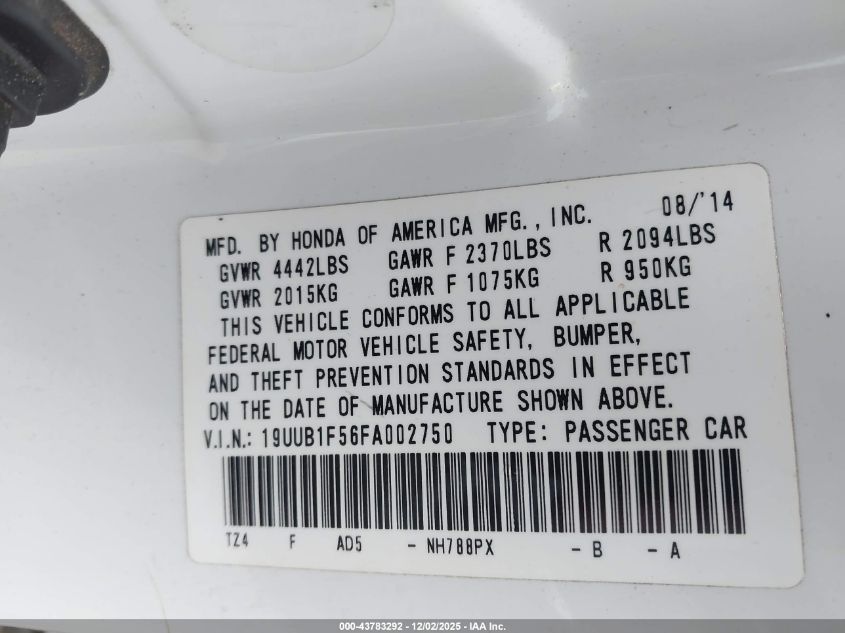 MFD. BY HONDA OF AMERICA MFG., INC. 08/'14
GVWR 4442LBS GAWR F 2370LBS R 2094LBS
GVWR 2015KG GAWR F 1075KG R 950KG
THIS VEHICLE CONFORMS TO ALL APPLICABLE
FEDERAL MOTOR VEHICLE SAFETY, BUMPER,
AND THEFT PREVENTION STANDARDS IN EFFECT
ON THE DATE OF MANUFACTURE SHOWN ABOVE.
V.I.N.: 19UUB1F56FA002750 TYPE: PASSENGER CAR
TZ4 F AD5 - NH788PX - B - A
000-43783292 - 12/02/2025 - IAA Inc.